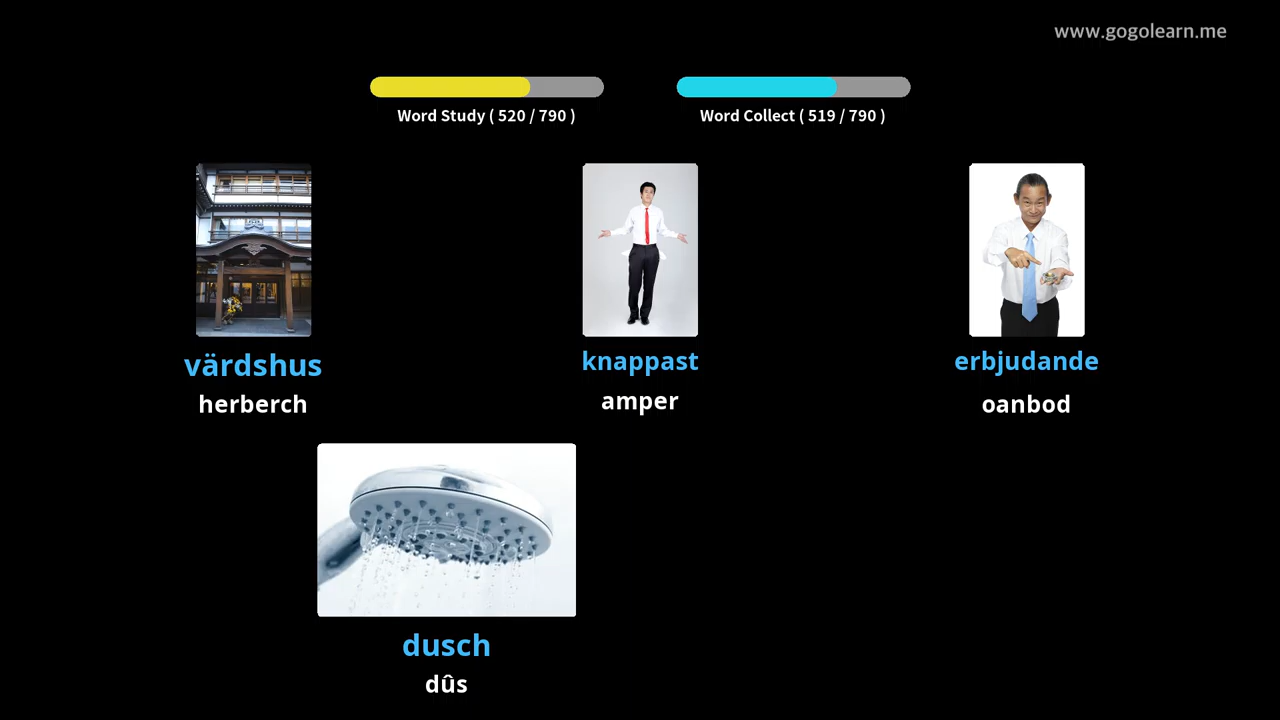 www.gogolearn.me
Word Study ( 520 / 790 )
Word Collect ( 519 / 790 )
värdshus
herberch
knappast
amper
erbjudande
oanbod
dusch
dûs